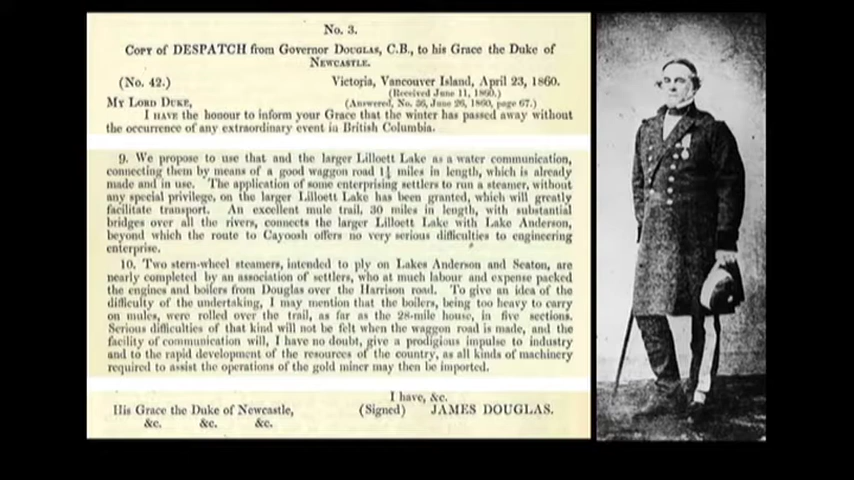 No. 3.
COPY of DESPATCH from Governor DOUGLAS, C.B., to his Grace the Duke of
NEWCASTLE.
(No. 42.) Victoria, Vancouver Island, April 23, 1860.
(Received June 11, 1860.)
MY LORD DUKE, (Answered, No. 36, June 26, 1860, page 67.)
I HAVE the honour to inform your Grace that the winter has passed away without
the occurrence of any extraordinary event in British Columbia.
9. We propose to use that and the larger Lilloett Lake as a water communication,
connecting them by means of a good waggon road 1½ miles in length, which is already
made and in use. The application of some enterprising settlers to run a steamer, without
any special privilege, on the larger Lilloett Lake has been granted, which will greatly
facilitate transport. An excellent mule trail, 30 miles in length, with substantial
bridges over all the rivers, connects the larger Lilloett Lake with Lake Anderson,
beyond which the route to Cayoosh offers no very serious difficulties to engineering
enterprise.
10. Two stern-wheel steamers, intended to ply on Lakes Anderson and Seaton, are
nearly completed by an association of settlers, who at much labour and expense packed
the engines and boilers from Douglas over the Harrison road. To give an idea of the
difficulty of the undertaking, I may mention that the boilers, being too heavy to carry
on mules, were rolled over the trail, as far as the 28-mile house, in five sections.
Serious difficulties of that kind will not be felt when the waggon road is made, and the
facility of communication will, I have no doubt, give a prodigious impulse to industry
and to the rapid development of the resources of the country, as all kinds of machinery
required to assist the operations of the gold miner may then be imported.
I have, &c.
His Grace the Duke of Newcastle, (Signed) JAMES DOUGLAS.
&c. &c. &c.